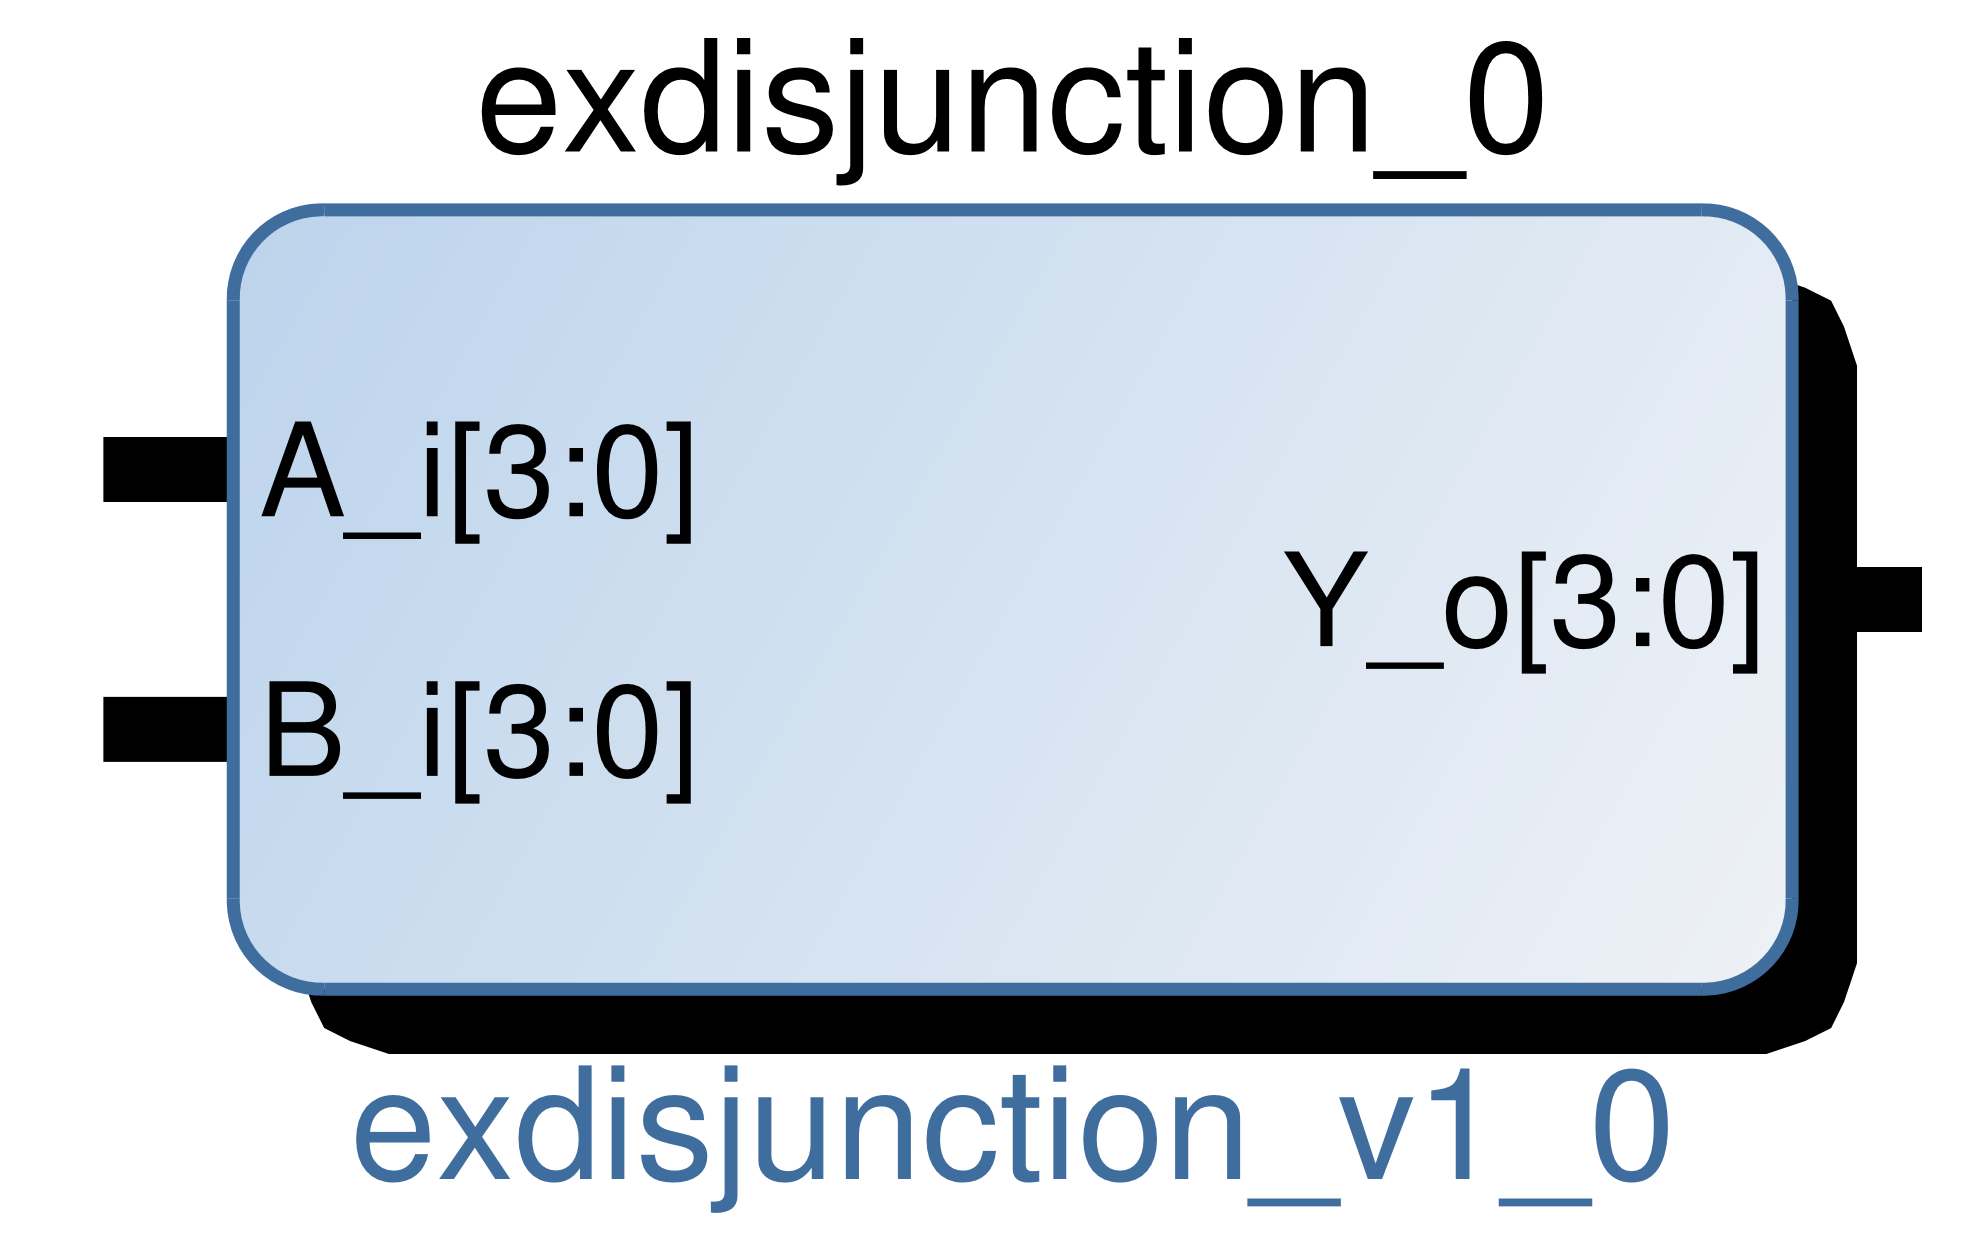 exdisjunction_0
A_i[3:0]
Y_o[3:0]
B_i[3:0]
exdisjunction_v1_0